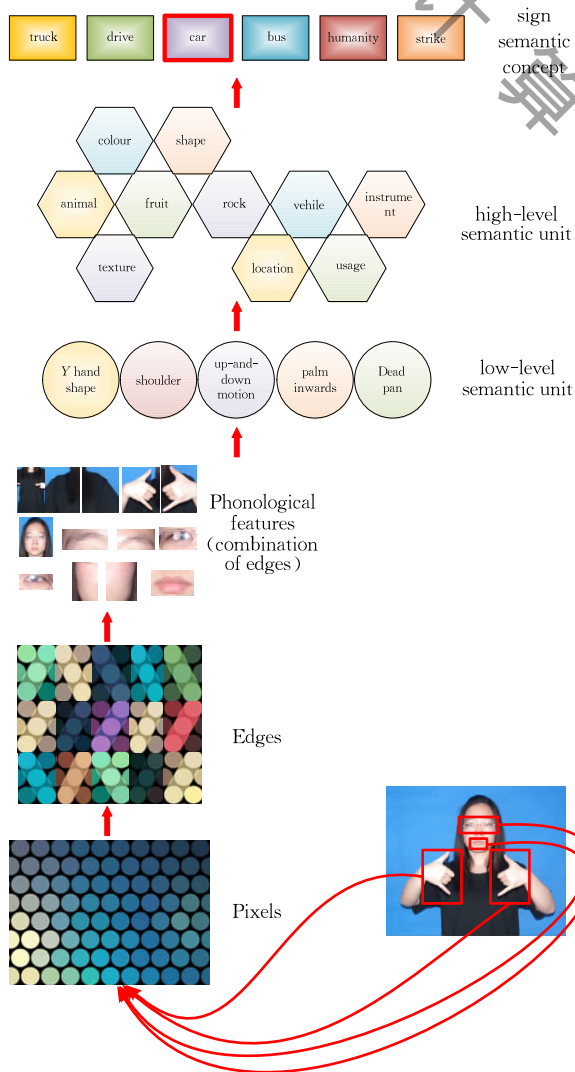 truck
drive
car
bus
humanity
strike
sign
semantic
concept
算
colour
shape
animal
fruit
rock
vehile
instrume
nt
texture
location
usage
high-level
semantic unit
Y hand
shape
shoulder
up-and-
down
motion
palm
inwards
Dead
pan
low-level
semantic unit
Phonological
features
(combination
of edges)
Edges
Pixels